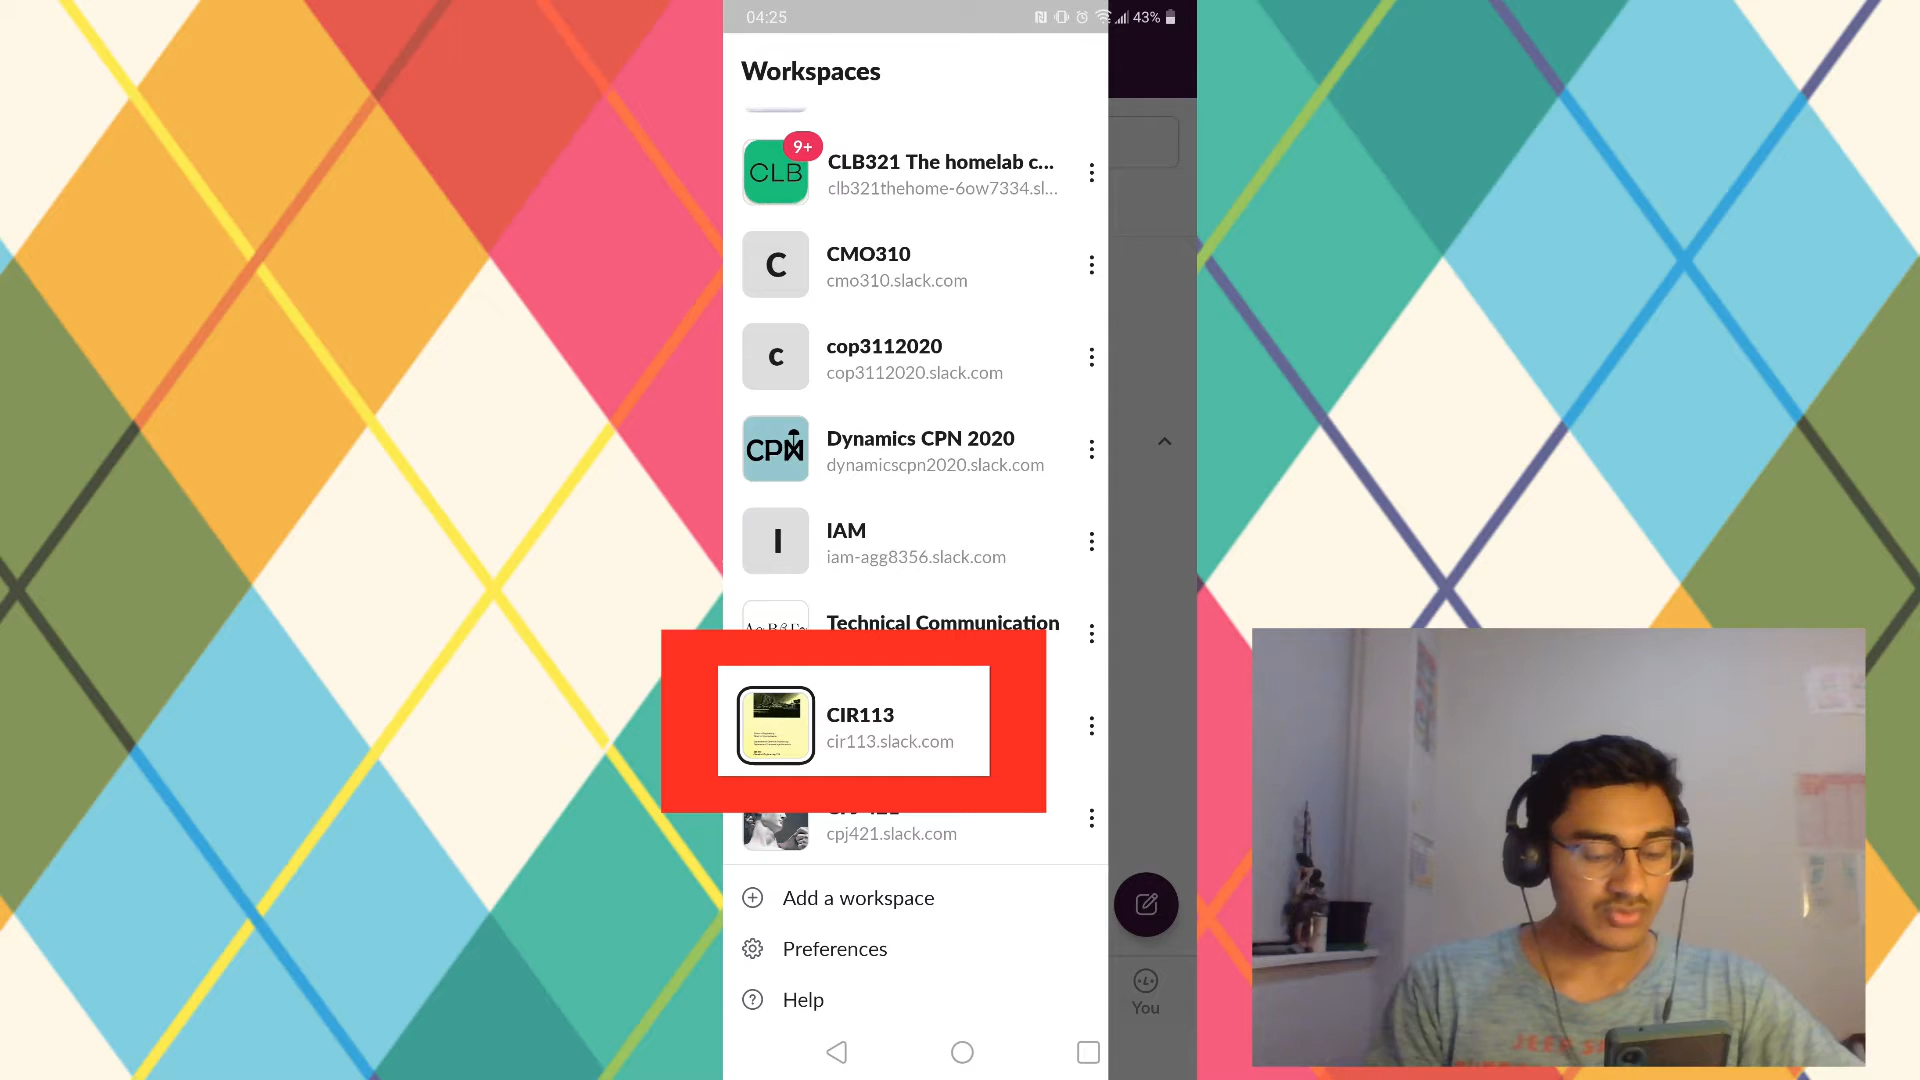 04:25
43%
Workspaces
9+
CLB
CLB321 The homelab c...
clb321thehome-6ow7334.sl...
C
CMO310
cmo310.slack.com
c
cop3112020
cop3112020.slack.com
CPN
Dynamics CPN 2020
dynamicscpn2020.slack.com
I
IAM
iam-agg8356.slack.com
Technical Communication
CIR113
cir113.slack.com
cpj421.slack.com
Add a workspace
Preferences
Help
You
JEEP